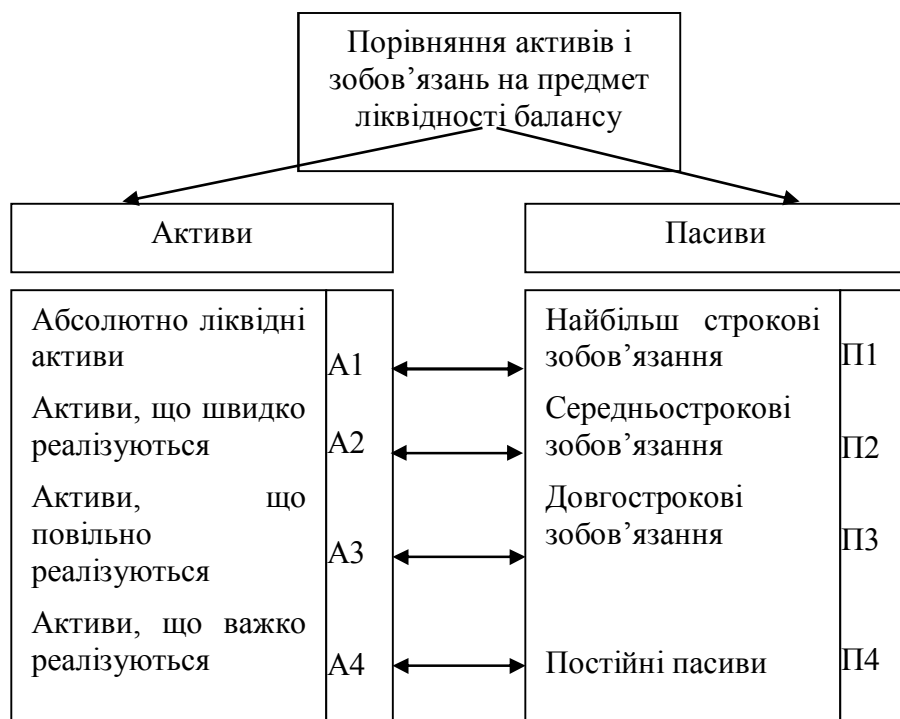 Порівняння активів і
зобов’язань на предмет
ліквідності балансу
Активи
Пасиви
Абсолютно ліквідні
активи
А1
Найбільш строкові
зобов’язання
П1
Активи, що швидко
реалізуються
А2
Середньострокові
зобов’язання
П2
Активи, що
повільно
реалізуються
А3
Довгострокові
зобов’язання
П3
Активи, що важко
реалізуються
А4
Постійні пасиви
П4